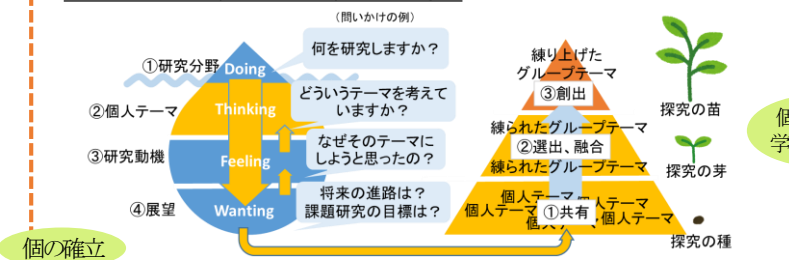 （問いかけの例）
何を研究しますか？
①研究分野
Doing
どういうテーマを考えて
いますか？
②個人テーマ
Thinking
なぜそのテーマに
しようと思ったの？
③研究動機
Feeling
将来の進路は？
課題研究の目標は？
④展望
Wanting
個の確立
練り上げた
グループテーマ
③創出
探究の苗
練られたグループテーマ
②選出、融合
練られたグループテーマ
探究の芽
個人テーマ
個人テーマ
①共有
個人テーマ
探究の種
個
学